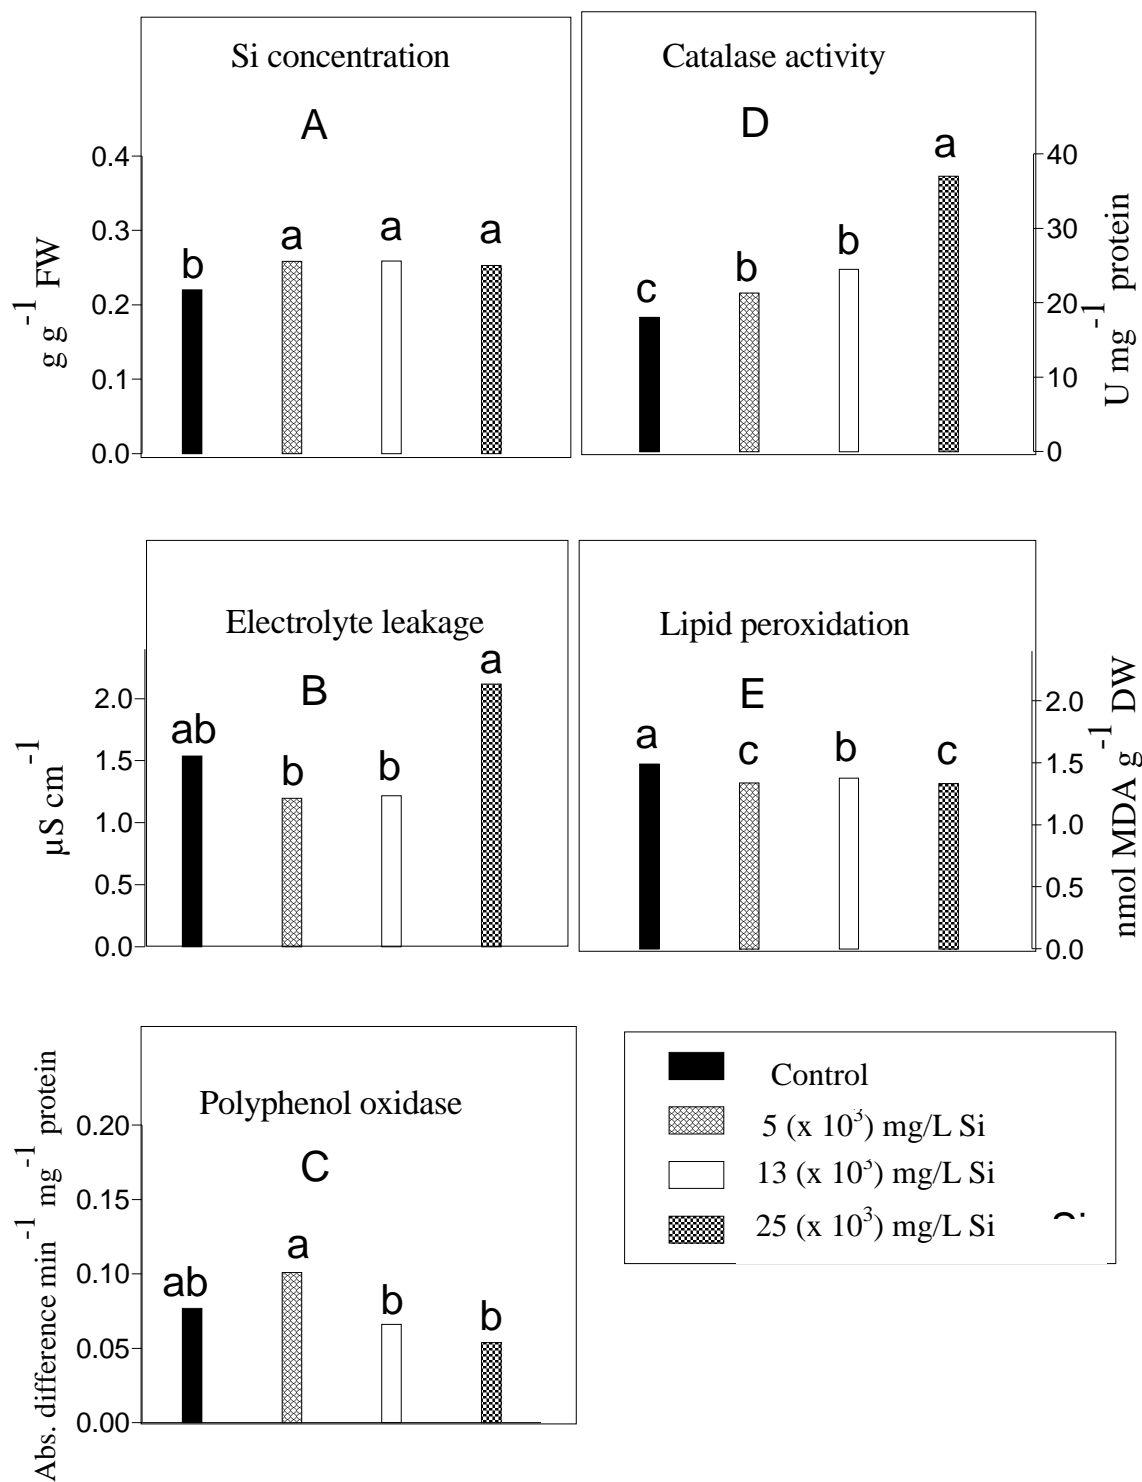 Si concentration
A
0.4
0.3
0.2
0.1
0.0
g g⁻¹ FW
b
a
a
a
Catalase activity
D
40
30
20
10
0
U mg⁻¹ protein
c
b
b
a
Electrolyte leakage
B
2.0
1.5
1.0
0.5
0.0
µS cm⁻¹
ab
b
b
a
Lipid peroxidation
E
2.0
1.5
1.0
0.5
0.0
nmol MDA g⁻¹ DW
a
c
b
c
Polyphenol oxidase
C
0.20
0.15
0.10
0.05
0.00
Abs. difference min⁻¹ mg⁻¹ protein
ab
a
b
b
Control
5 (x 10³) mg/L Si
13 (x 10³) mg/L Si
25 (x 10³) mg/L Si